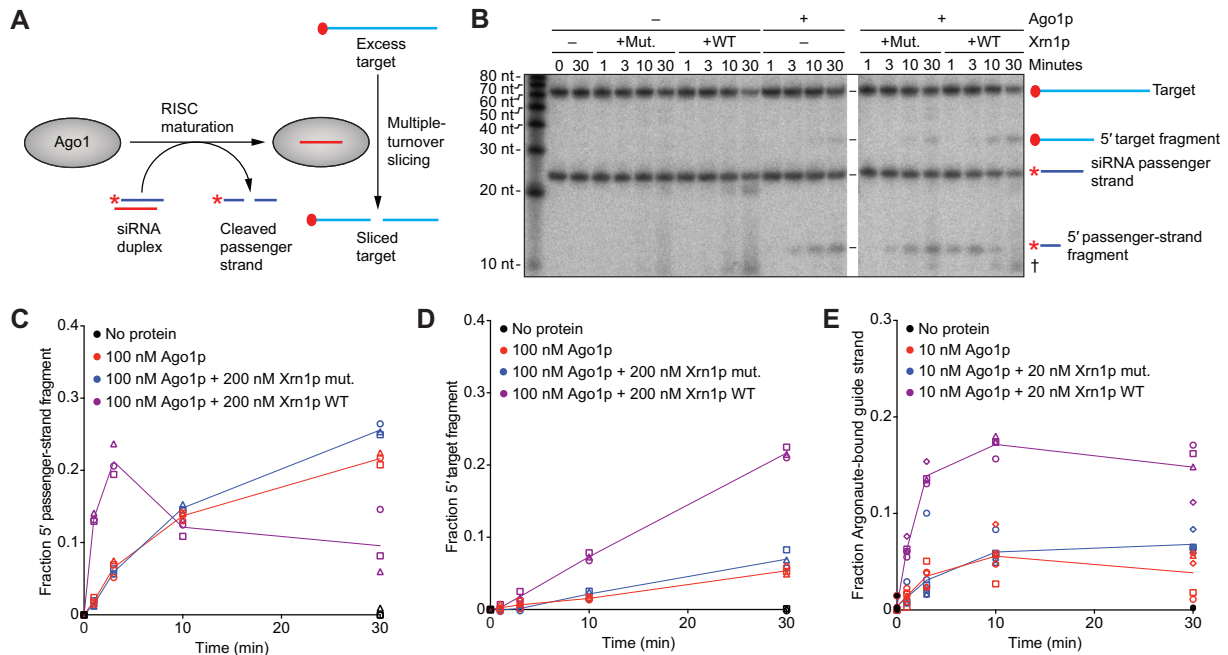 A
Excess
target
RISC
maturation
Ago1
Multiple-
turnover
slicing
*
*
siRNA
duplex
Cleaved
passenger
strand
Sliced
target
B
– + + Ago1p
– +Mut. +WT – +Mut. +WT Xrn1p
0 30 1 3 10 30 1 3 10 30 1 3 10 30 1 3 10 30 1 3 10 30 Minutes
80 nt
70 nt
60 nt
50 nt
40 nt
30 nt
20 nt
10 nt
Target
5′ target fragment
* siRNA passenger
strand
* 5′ passenger-strand
fragment
†
C
No protein
100 nM Ago1p
100 nM Ago1p + 200 nM Xrn1p mut.
100 nM Ago1p + 200 nM Xrn1p WT
Fraction 5′ passenger-strand fragment
0.4
0.3
0.2
0.1
0
0 10 20 30
Time (min)
D
No protein
100 nM Ago1p
100 nM Ago1p + 200 nM Xrn1p mut.
100 nM Ago1p + 200 nM Xrn1p WT
Fraction 5′ target fragment
0.4
0.3
0.2
0.1
0
0 10 20 30
Time (min)
E
No protein
10 nM Ago1p
10 nM Ago1p + 20 nM Xrn1p mut.
10 nM Ago1p + 20 nM Xrn1p WT
Fraction Argonaute-bound guide strand
0.3
0.2
0.1
0
0 10 20 30
Time (min)